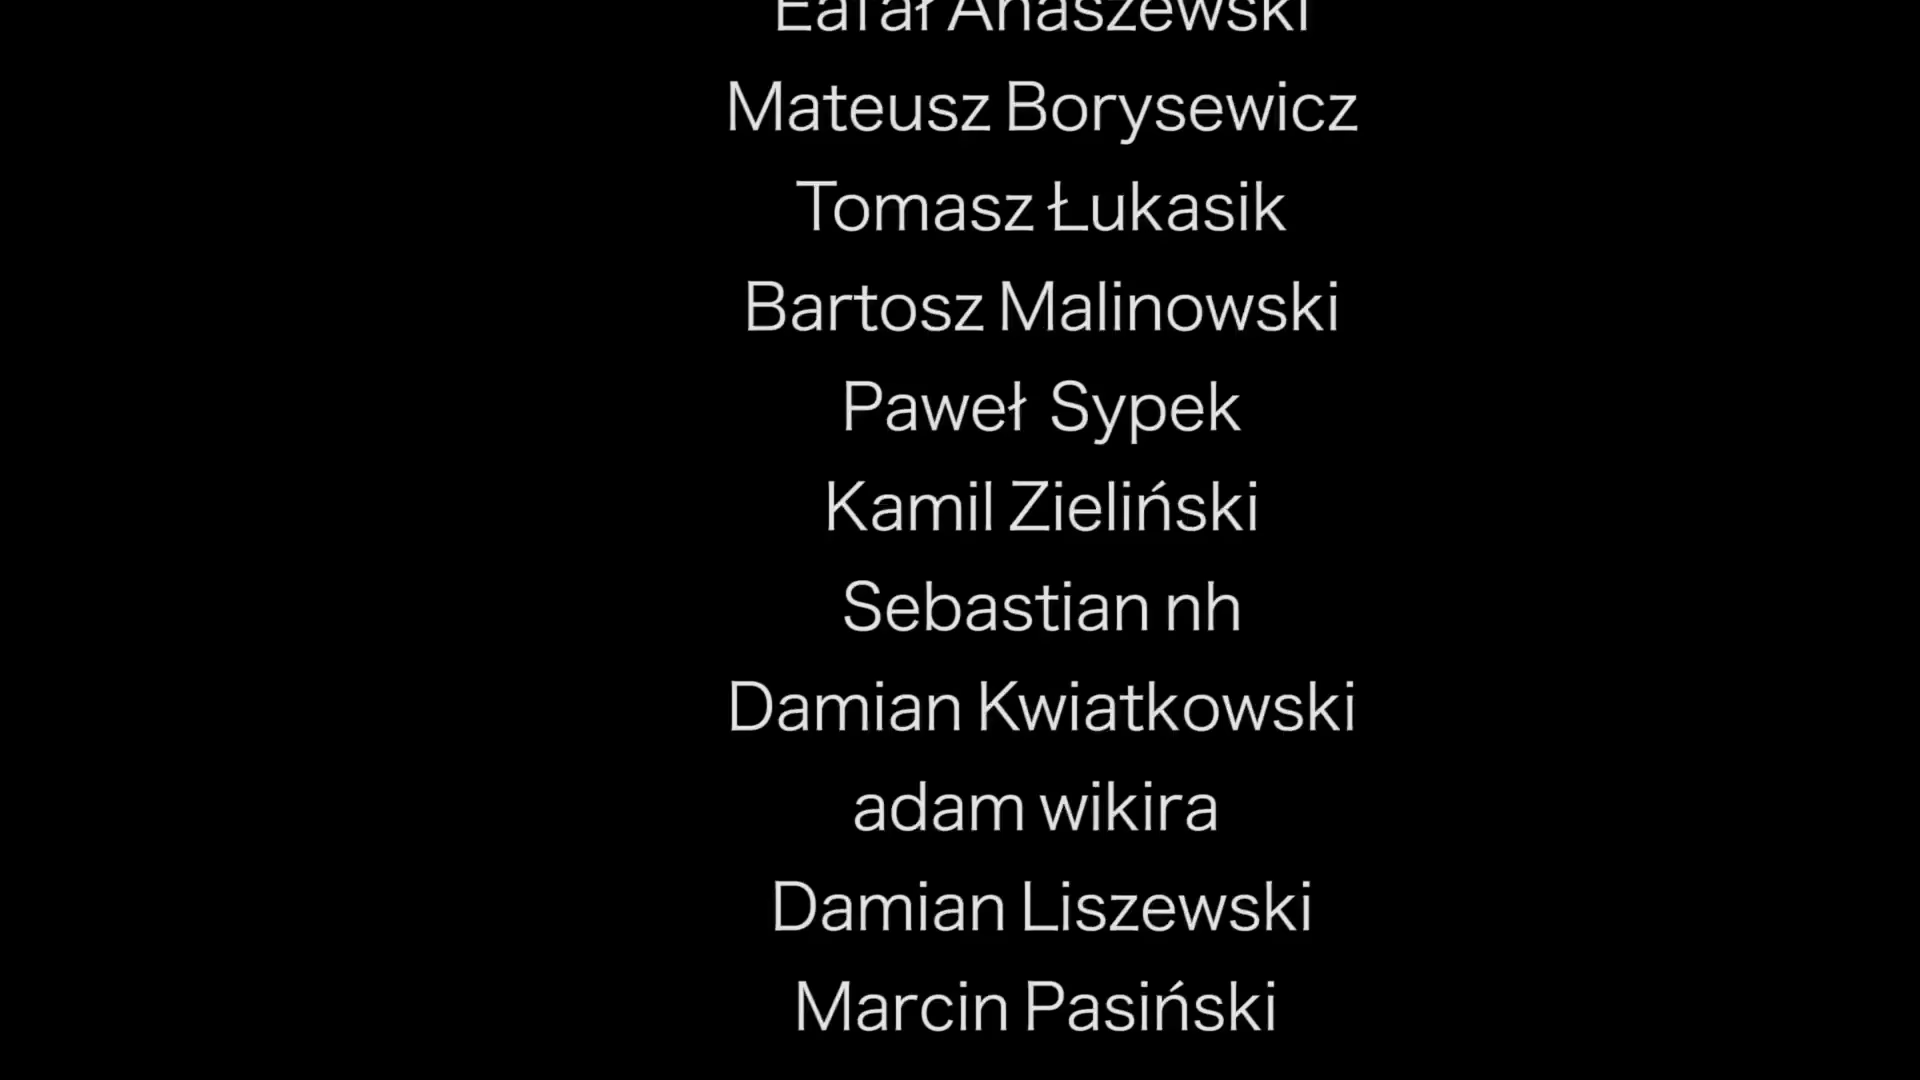 Mateusz Borysewicz
Tomasz Łukasik
Bartosz Malinowski
Paweł Sypek
Kamil Zieliński
Sebastian nh
Damian Kwiatkowski
adam wikira
Damian Liszewski
Marcin Pasiński